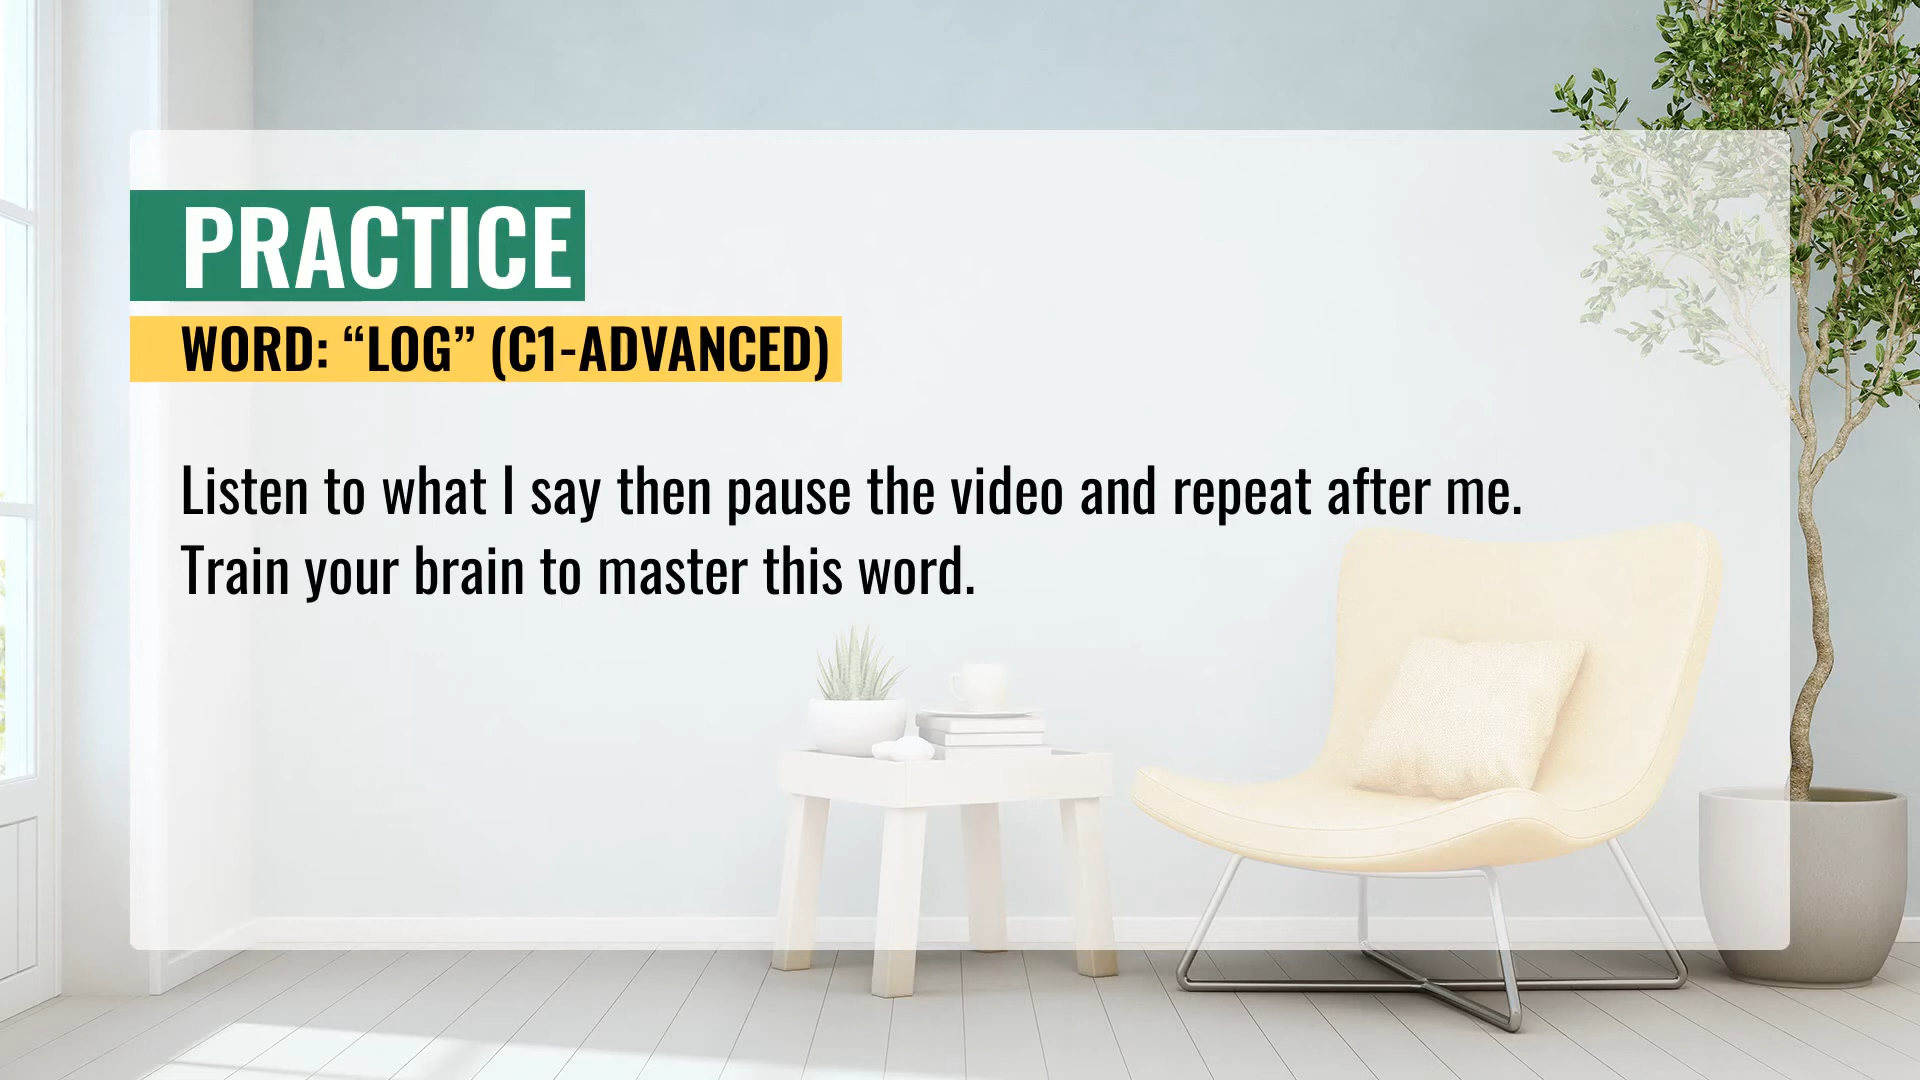 PRACTICE
WORD: “LOG” (C1-ADVANCED)
Listen to what I say then pause the video and repeat after me.
Train your brain to master this word.